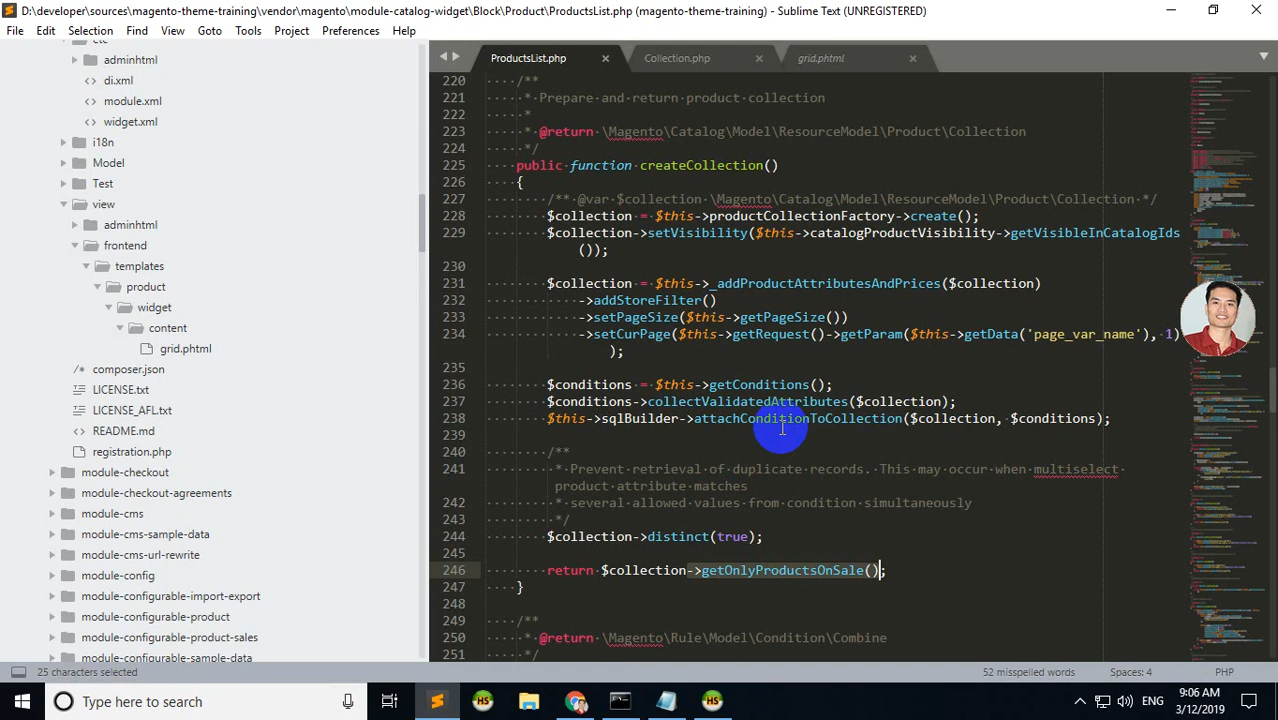 D:\developer\sources\magento-theme-training\vendor\magento\module-catalog-widget\Block\Product\ProductsList.php (magento-theme-training) - Sublime Text (UNREGISTERED)
File Edit Selection Find View Goto Tools Project Preferences Help
etc
adminhtml
di.xml
module.xml
widget.xml
i18n
Model
Test
view
adminhtml
frontend
templates
product
widget
content
grid.phtml
composer.json
LICENSE.txt
LICENSE_AFL.txt
README.md
registration.php
module-checkout
module-checkout-agreements
module-cms
module-cms-sample-data
module-cms-url-rewrite
module-config
module-configurable-import-export
module-configurable-product
module-configurable-product-sales
module-configurable-sample-data
ProductsList.php Collection.php grid.phtml
220 /**
221 * Prepare and return product collection
222 *
223 * @return \Magento\Catalog\Model\ResourceModel\Product\Collection
224 */
225 public function createCollection()
226 {
227 /** @var $collection \Magento\Catalog\Model\ResourceModel\Product\Collection */
228 $collection = $this->productCollectionFactory->create();
229 $collection->setVisibility($this->catalogProductVisibility->getVisibleInCatalogIds
());
230
231 $collection = $this->_addProductAttributesAndPrices($collection)
232 ->addStoreFilter()
233 ->setPageSize($this->getPageSize())
234 ->setCurPage($this->getRequest()->getParam($this->getData('page_var_name'), 1)
);
235
236 $conditions = $this->getConditions();
237 $conditions->collectValidatedAttributes($collection);
238 $this->sqlBuilder->attachConditionToCollection($collection, $conditions);
239
240 /**
241 * Prevent retrieval of duplicate records. This may occur when multiselect
product attribute matches
242 * several allowed values from condition simultaneously
243 */
244 $collection->distinct(true);
245
246 return $collection->getOnlyProductsOnSale();
247 }
248
249 /**
250 * @return \Magento\Rule\Model\Condition\Combine
251 */
25 characters selected 52 misspelled words Spaces: 4 PHP
Type here to search
HS
HS
ENG
9:06 AM
3/12/2019